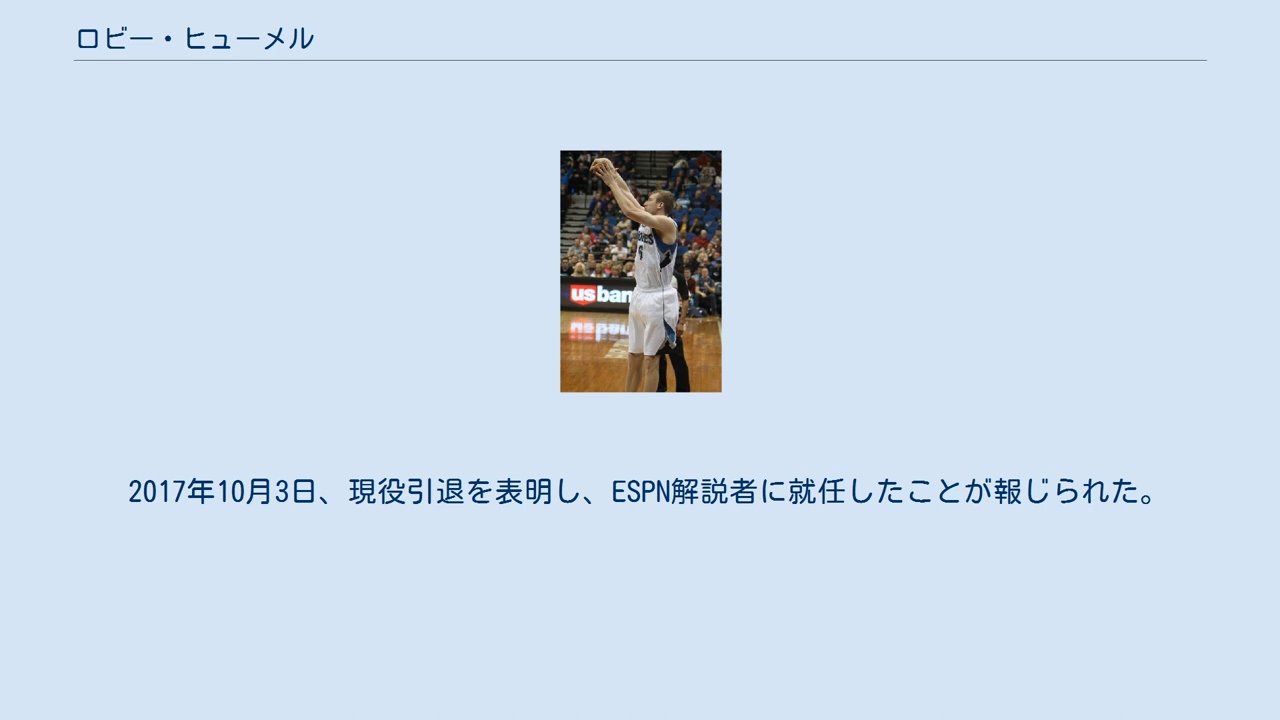 ロビー・ヒューメル
usban
2017年10月3日、現役引退を表明し、ESPN解説者に就任したことが報じられた。